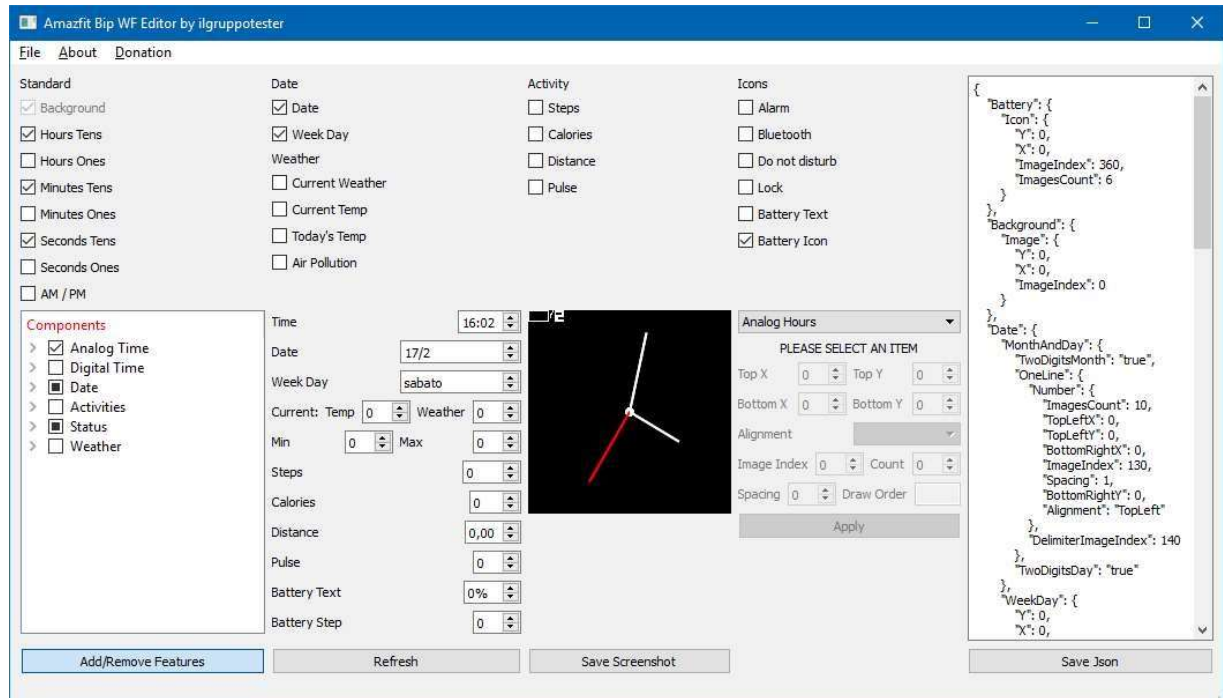 Amazfit Bip WF Editor by ilgruppotester
File About Donation
Standard
Background
Hours Tens
Hours Ones
Minutes Tens
Minutes Ones
Seconds Tens
Seconds Ones
AM / PM
Date
Date
Week Day
Weather
Current Weather
Current Temp
Today's Temp
Air Pollution
Activity
Steps
Calories
Distance
Pulse
Icons
Alarm
Bluetooth
Do not disturb
Lock
Battery Text
Battery Icon
Components
Analog Time
Digital Time
Date
Activities
Status
Weather
Time 16:02
Date 17/2
Week Day sabato
Current: Temp 0 Weather 0
Min 0 Max 0
Steps 0
Calories 0
Distance 0,00
Pulse 0
Battery Text 0%
Battery Step 0
Analog Hours
PLEASE SELECT AN ITEM
Top X 0 Top Y 0
Bottom X 0 Bottom Y 0
Alignment
Image Index 0 Count 0
Spacing 0 Draw Order
Apply
{
"Battery": {
"Icon": {
"Y": 0,
"X": 0,
"ImageIndex": 360,
"ImagesCount": 6
}
},
"Background": {
"Image": {
"Y": 0,
"X": 0,
"ImageIndex": 0
}
},
"Date": {
"MonthAndDay": {
"TwoDigitsMonth": "true",
"OneLine": {
"Number": {
"ImagesCount": 10,
"TopLeftX": 0,
"TopLeftY": 0,
"BottomRightX": 0,
"ImageIndex": 130,
"Spacing": 1,
"BottomRightY": 0,
"Alignment": "TopLeft"
},
"DelimiterImageIndex": 140
},
"TwoDigitsDay": "true"
},
"WeekDay": {
"Y": 0,
"X": 0,
Add/Remove Features
Refresh
Save Screenshot
Save Json